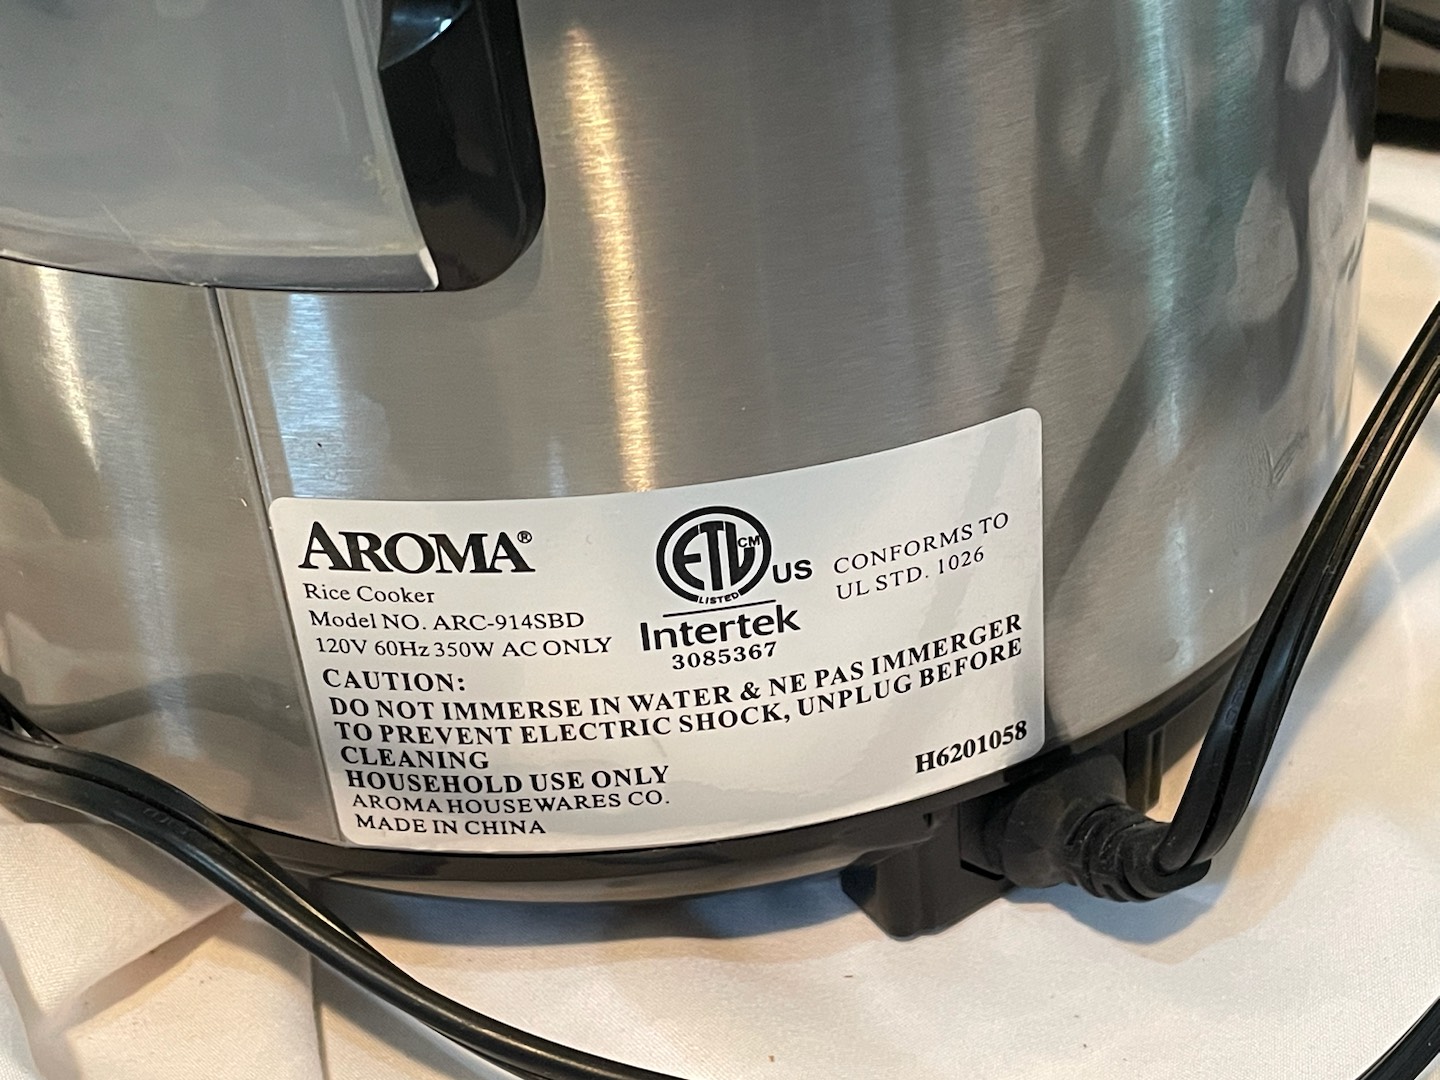 AROMA®
Rice Cooker
Model NO. ARC-914SBD
120V 60Hz 350W AC ONLY
ETL CM
LISTED
US
Intertek
3085367
CONFORMS TO
UL STD. 1026
CAUTION:
DO NOT IMMERSE IN WATER & NE PAS IMMERGER
TO PREVENT ELECTRIC SHOCK, UNPLUG BEFORE
CLEANING
HOUSEHOLD USE ONLY
AROMA HOUSEWARES CO.
MADE IN CHINA
H6201058